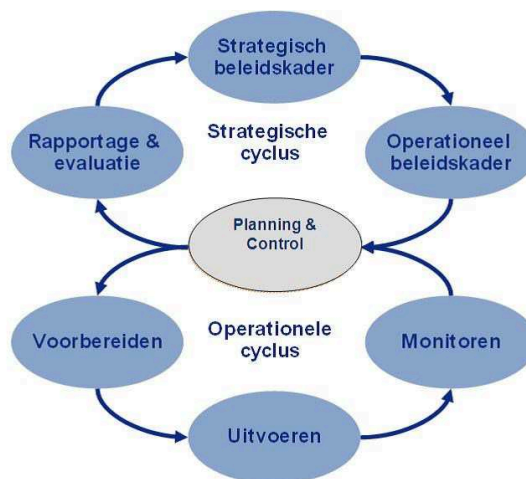 Strategisch
beleidskader
Strategische
cyclus
Rapportage &
evaluatie
Operationeel
beleidskader
Planning &
Control
Voorbereiden
Operationele
cyclus
Monitoren
Uitvoeren